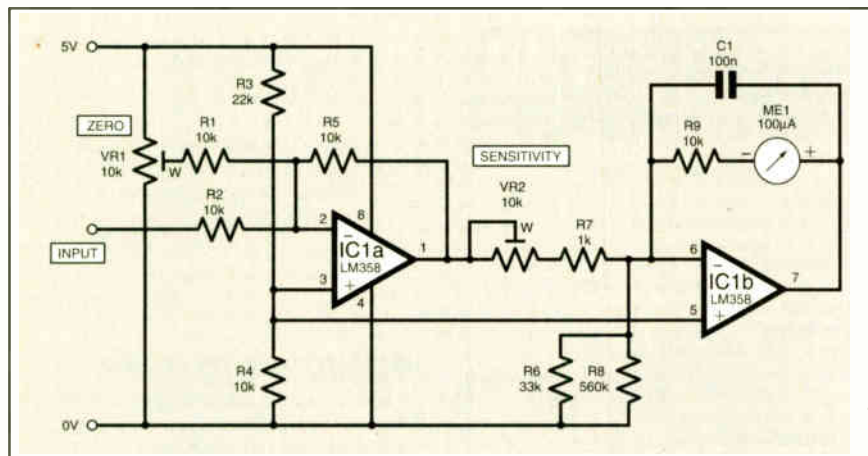 5V
ZERO
VR1
10k
W
R1
10k
R2
10k
INPUT
R3
22k
R5
10k
2
8
IC1a
LM358
1
3
4
R4
10k
0V
SENSITIVITY
VR2
10k
W
R7
1k
R6
33k
R8
560k
C1
100n
R9
10k
ME1
100µA
6
IC1b
LM358
7
5